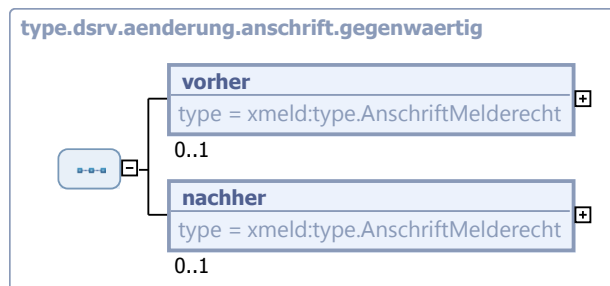 type.dsrv.aenderung.anschrift.gegenwaertig
vorher
type = xmeld:type.AnschriftMelderecht
0..1
nachher
type = xmeld:type.AnschriftMelderecht
0..1